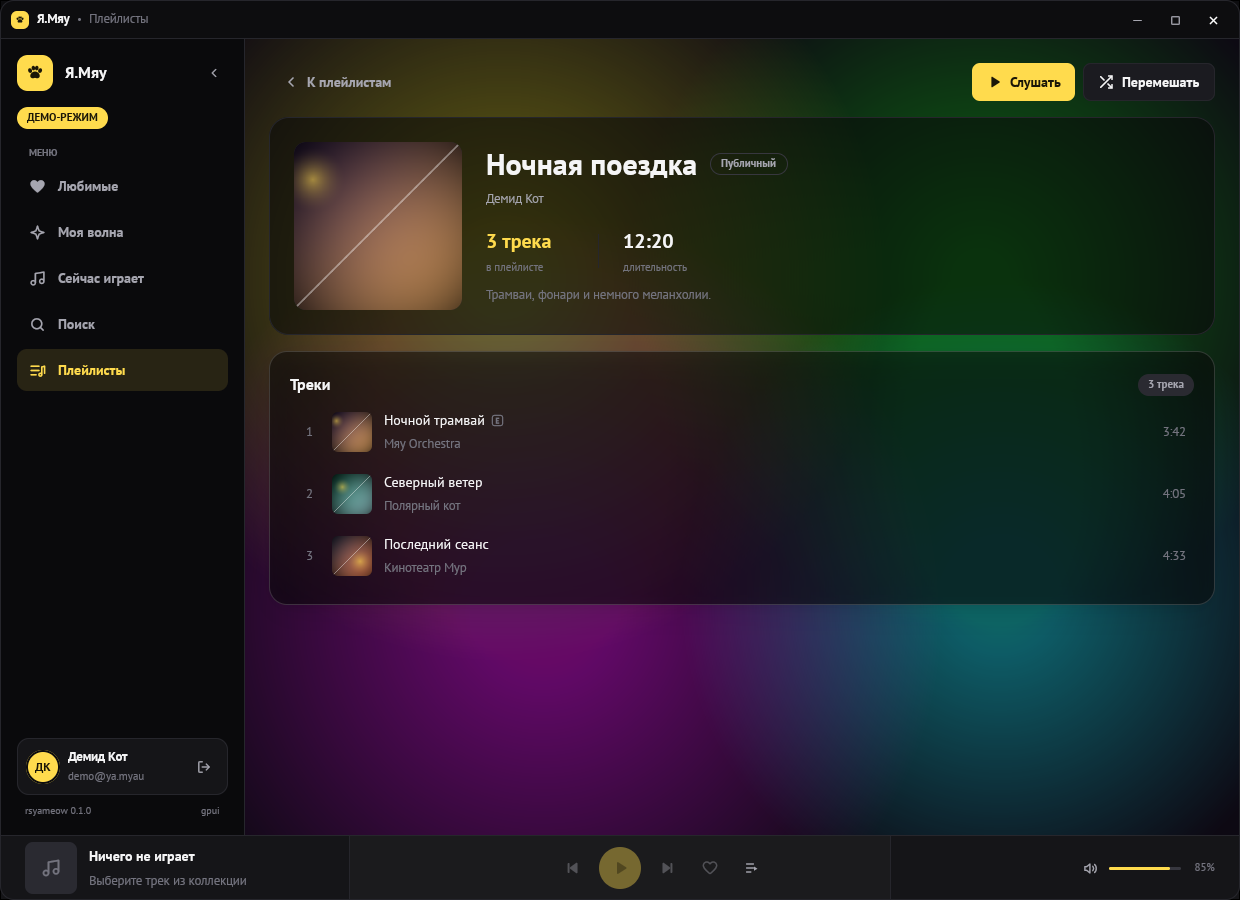 Я.Мяу • Плейлисты
Я.Мяу
ДЕМО-РЕЖИМ
МЕНЮ
Любимые
Моя волна
Сейчас играет
Поиск
Плейлисты
Демид Кот
ДК
demo@ya.myau
rsyameow 0.1.0
gpui
К плейлистам
Слушать
Перемешать
Ночная поездка
Публичный
Демид Кот
3 трека
12:20
в плейлисте
длительность
Трамваи, фонари и немного меланхолии.
Треки
3 трека
1
Ночной трамвай E
Мяу Orchestra
3:42
2
Северный ветер
Полярный кот
4:05
3
Последний сеанс
Кинотеатр Мур
4:33
Ничего не играет
Выберите трек из коллекции
85%